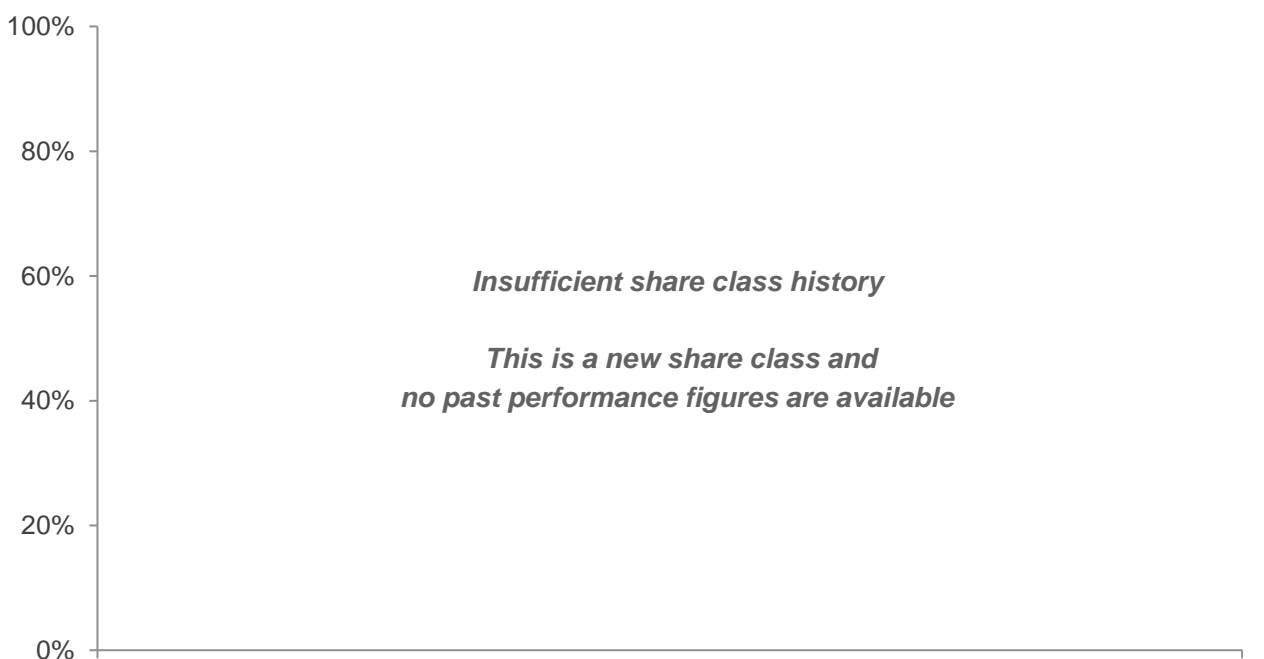 100%
80%
60%
Insufficient share class history
This is a new share class and
40%
no past performance figures are available
20%
0%